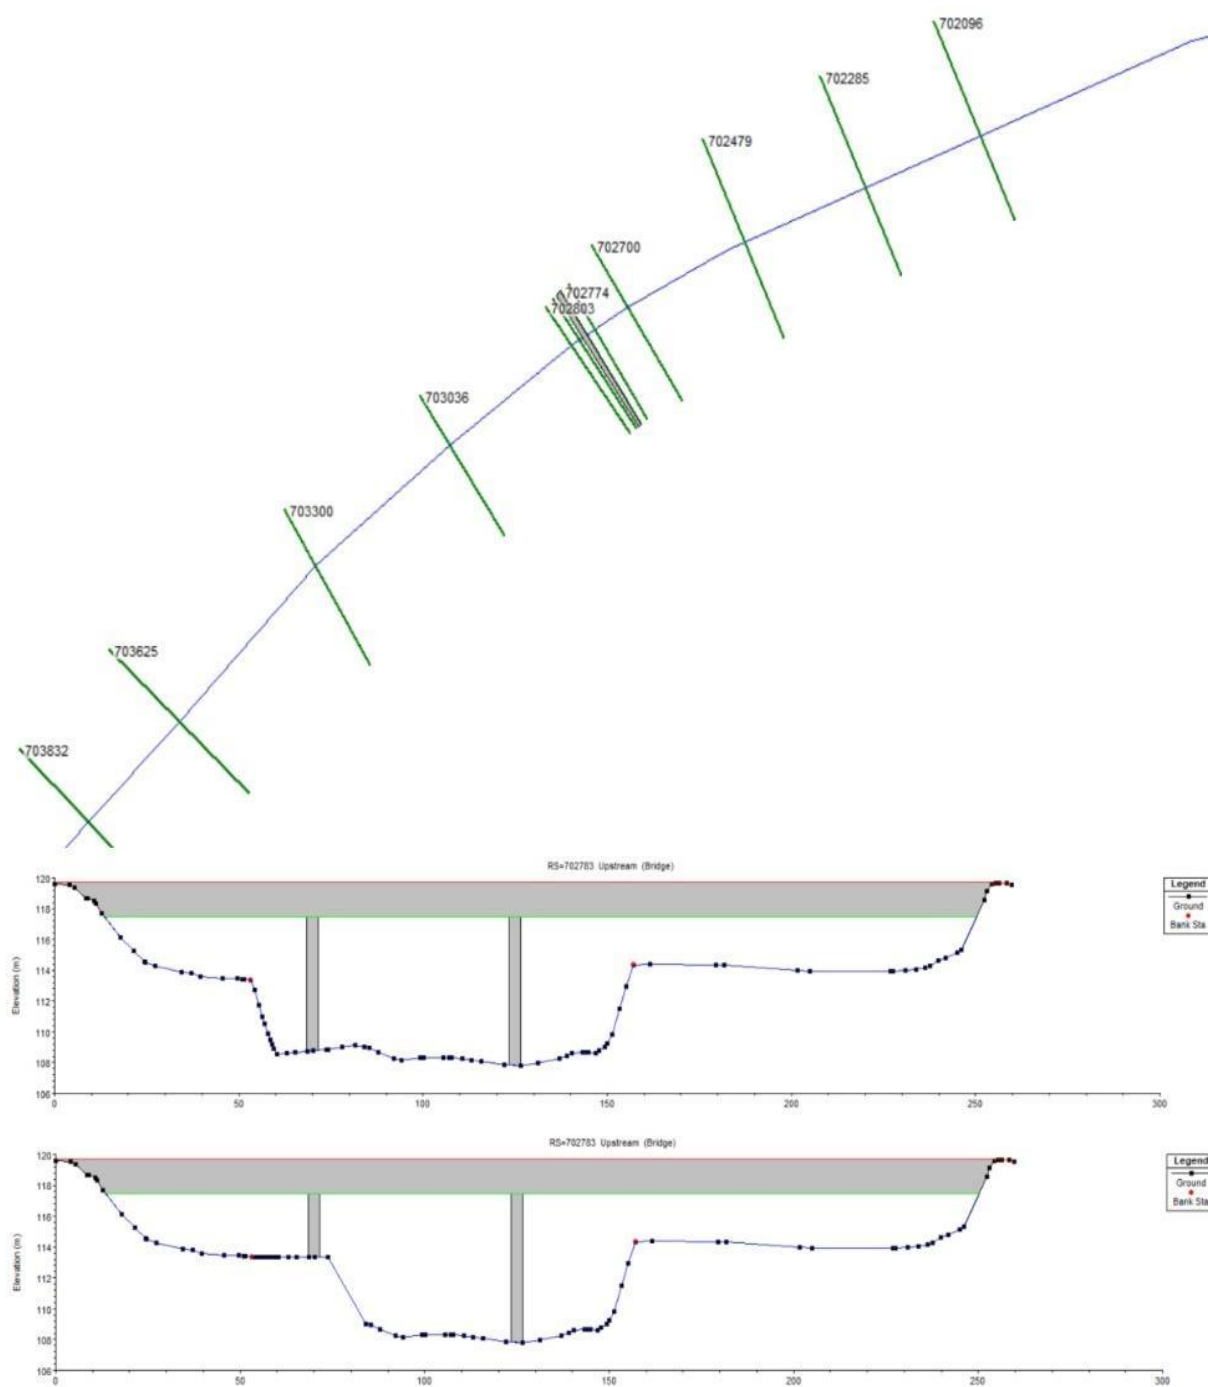 702096
702285
702479
702700
702774
702803
703036
703300
703625
703832
RS=702783 Upstream (Bridge)
120
118
116
114
112
110
108
106
Elevation (m)
0 50 100 150 200 250 300
Legend
Ground
Bank Sta
RS=702783 Upstream (Bridge)
120
118
116
114
112
110
108
106
Elevation (m)
0 50 100 150 200 250 300
Legend
Ground
Bank Sta